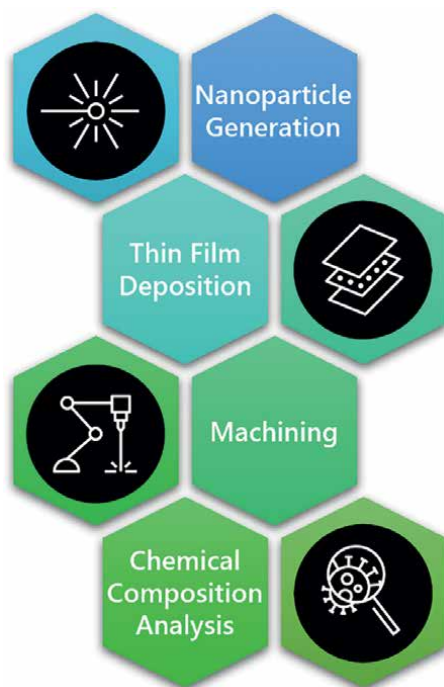 Nanoparticle
Generation
Thin Film
Deposition
Machining
Chemical
Composition
Analysis